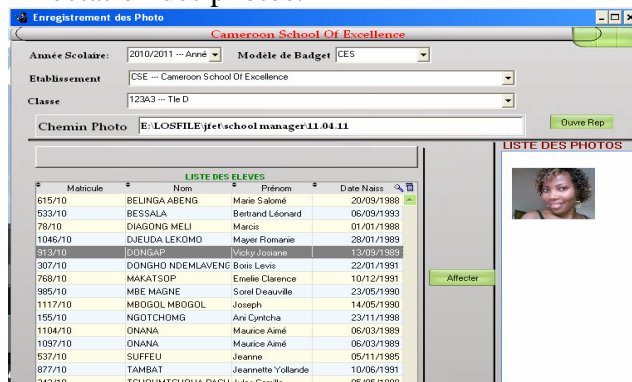 Enregistrement des Photo
Cameroon School Of Excellence
Année Scolaire: 2010/2011 --- Anné Modèle de Budget CES
Etablissement CSE --- Cameroon School Of Excellence
Classe 123A3 --- Tle D
Chemin Photo E:\LOSFILE\jfet\school manager\11.04.11 Ouvre Rep
LISTE DES PHOTOS
LISTE DES ELEVES
Matricule Nom Prénom Date Naiss
615/10 BELINGA ABENG Marie Salomé 20/09/1988
533/10 BESSALA Bertrand Léonard 06/09/1993
78/10 DIAGONG MELI Marcis 01/01/1988
1046/10 DJEUDA LEKOMO Mayer Romanie 28/01/1989
913/10 DONGAP Vicky Josiane 13/09/1989
307/10 DONGHO NDEMLAVENG Boris Levis 22/01/1991
768/10 MAKATSOP Emelie Clarence 10/12/1991
Affecter
985/10 MBE MAGNE Sorel Deauville 23/05/1990
1117/10 MBOGOL MBOGOL Joseph 14/05/1990
155/10 NGOTCHOMG Ani Cyntcha 23/11/1998
1104/10 ONANA Maurice Aimé 06/03/1989
1097/10 ONANA Maurice Aimé 06/03/1989
537/10 SUFFEU Jeanne 05/11/1985
877/10 TAMBAT Jeannette Yollande 10/06/1991